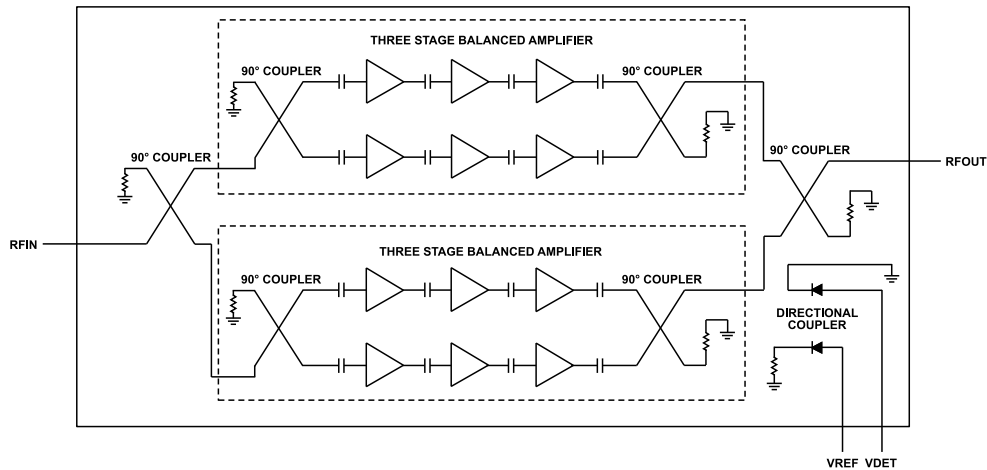 THREE STAGE BALANCED AMPLIFIER
90° COUPLER
90° COUPLER
90° COUPLER
90° COUPLER
RFOUT
RFIN
THREE STAGE BALANCED AMPLIFIER
90° COUPLER
90° COUPLER
DIRECTIONAL
COUPLER
VREF VDET